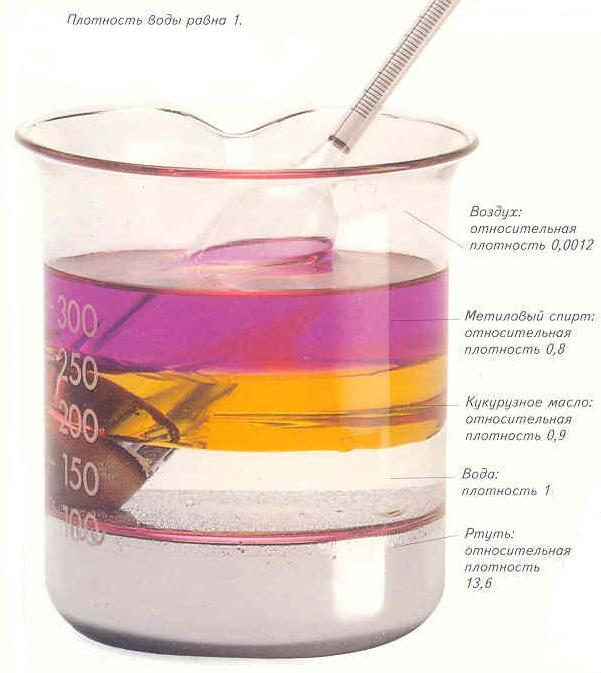 Плотность воды равна 1.
Воздух:
относительная
плотность 0,0012
300
Метиловый спирт:
относительная
плотность 0,8
250
Кукурузное масло:
относительная
плотность 0,9
200
Вода:
плотность 1
150
Ртуть:
относительная
плотность
13,6
100